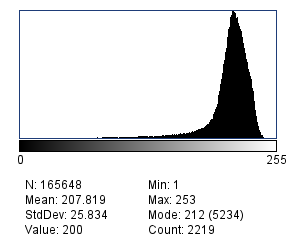 0 255
N: 165648 Min: 1
Mean: 207.819 Max: 253
StdDev: 25.834 Mode: 212 (5234)
Value: 200 Count: 2219